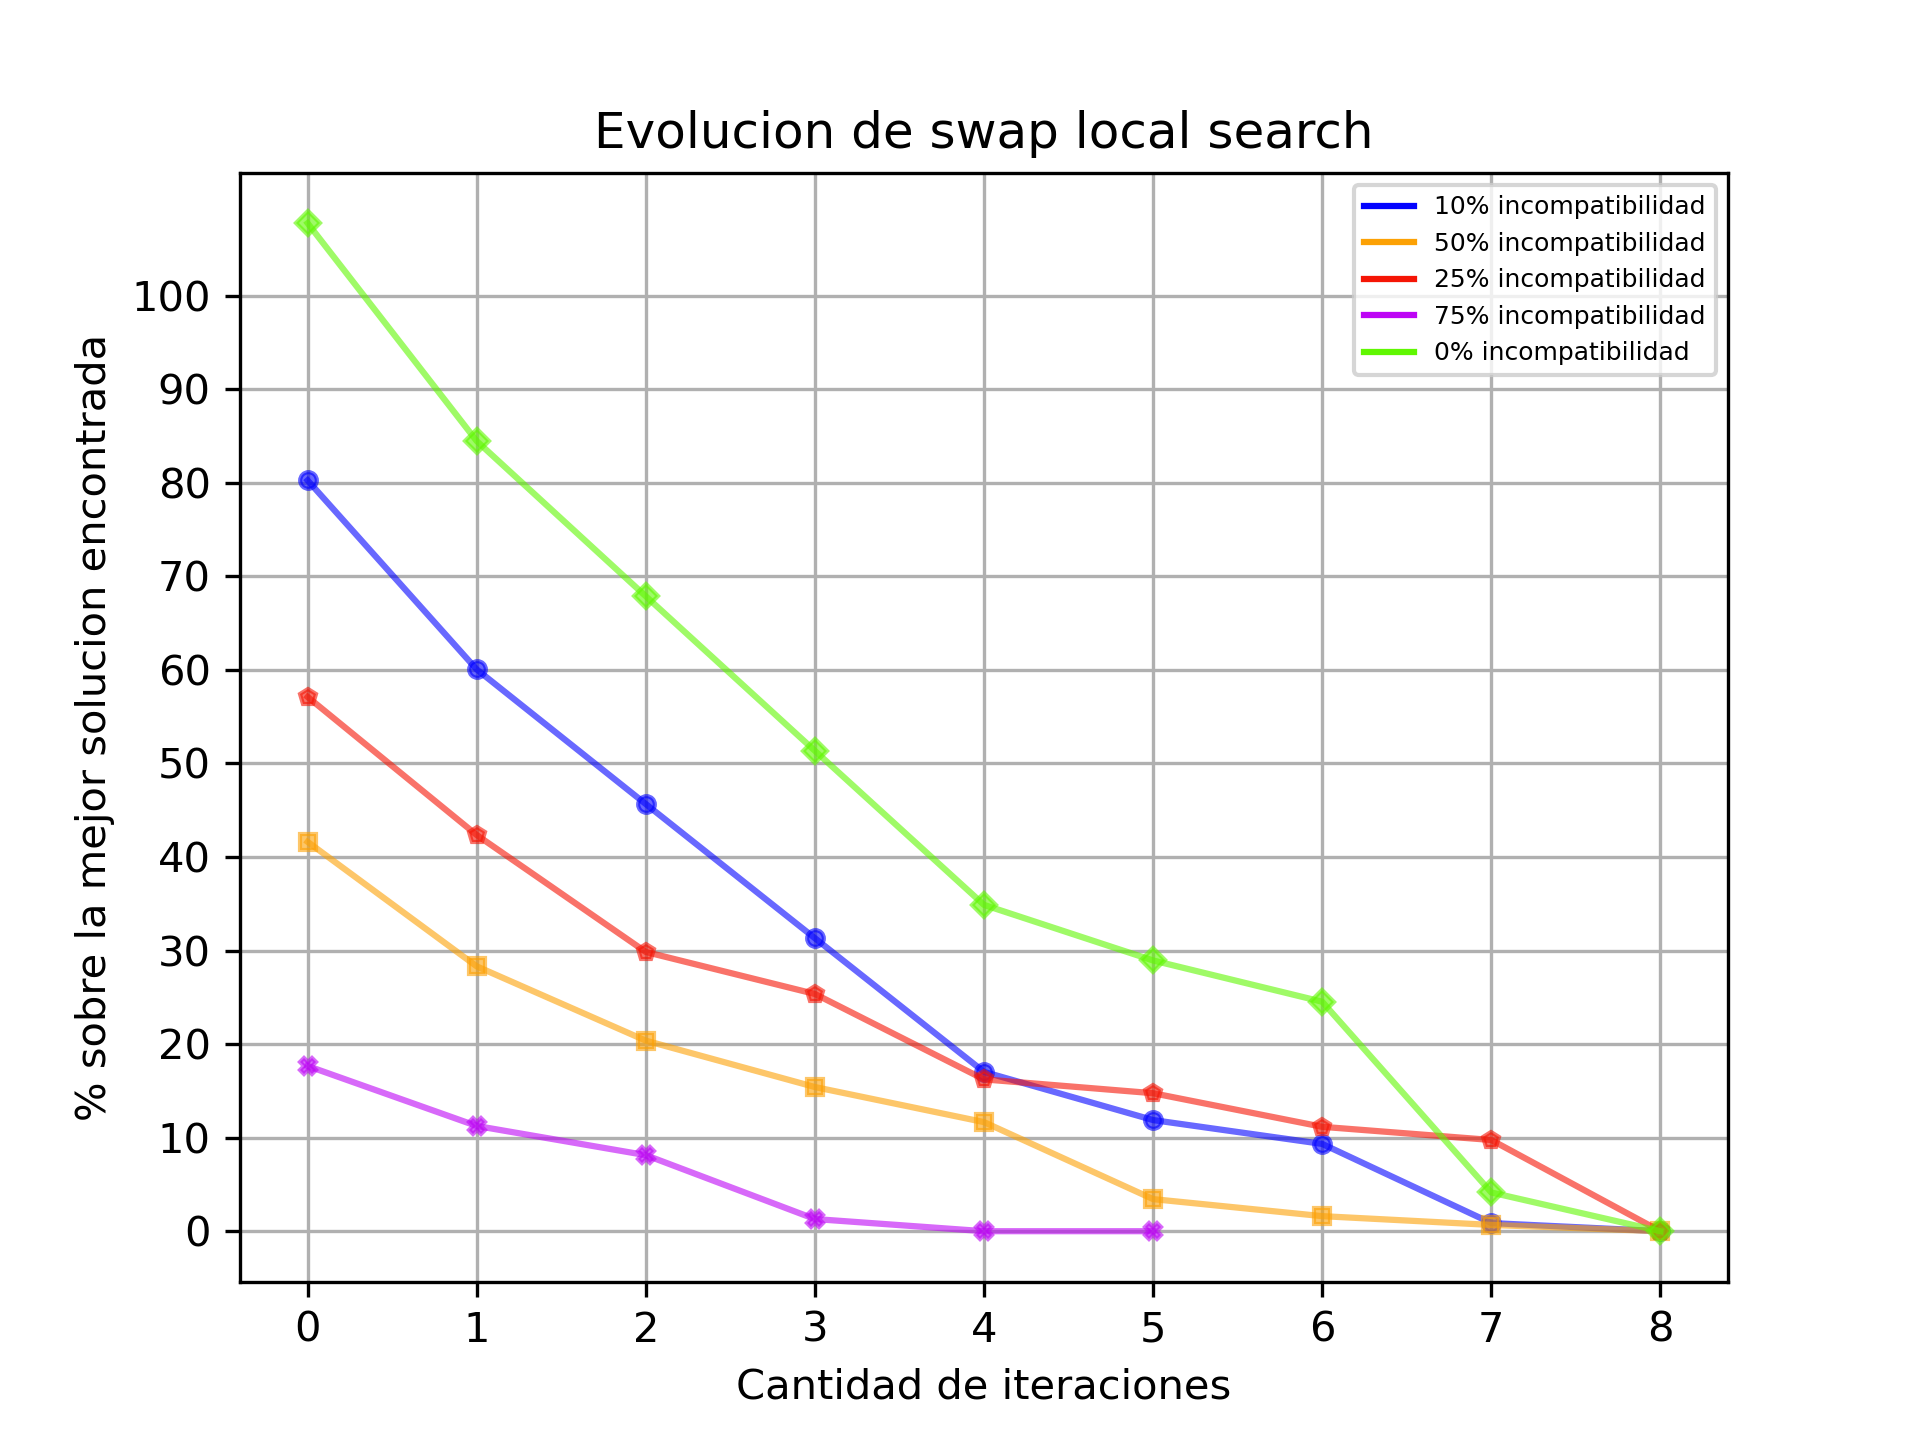 Evolucion de swap local search
10% incompatibilidad
50% incompatibilidad
25% incompatibilidad
75% incompatibilidad
0% incompatibilidad
% sobre la mejor solucion encontrada
100
90
80
70
60
50
40
30
20
10
0
0 1 2 3 4 5 6 7 8
Cantidad de iteraciones